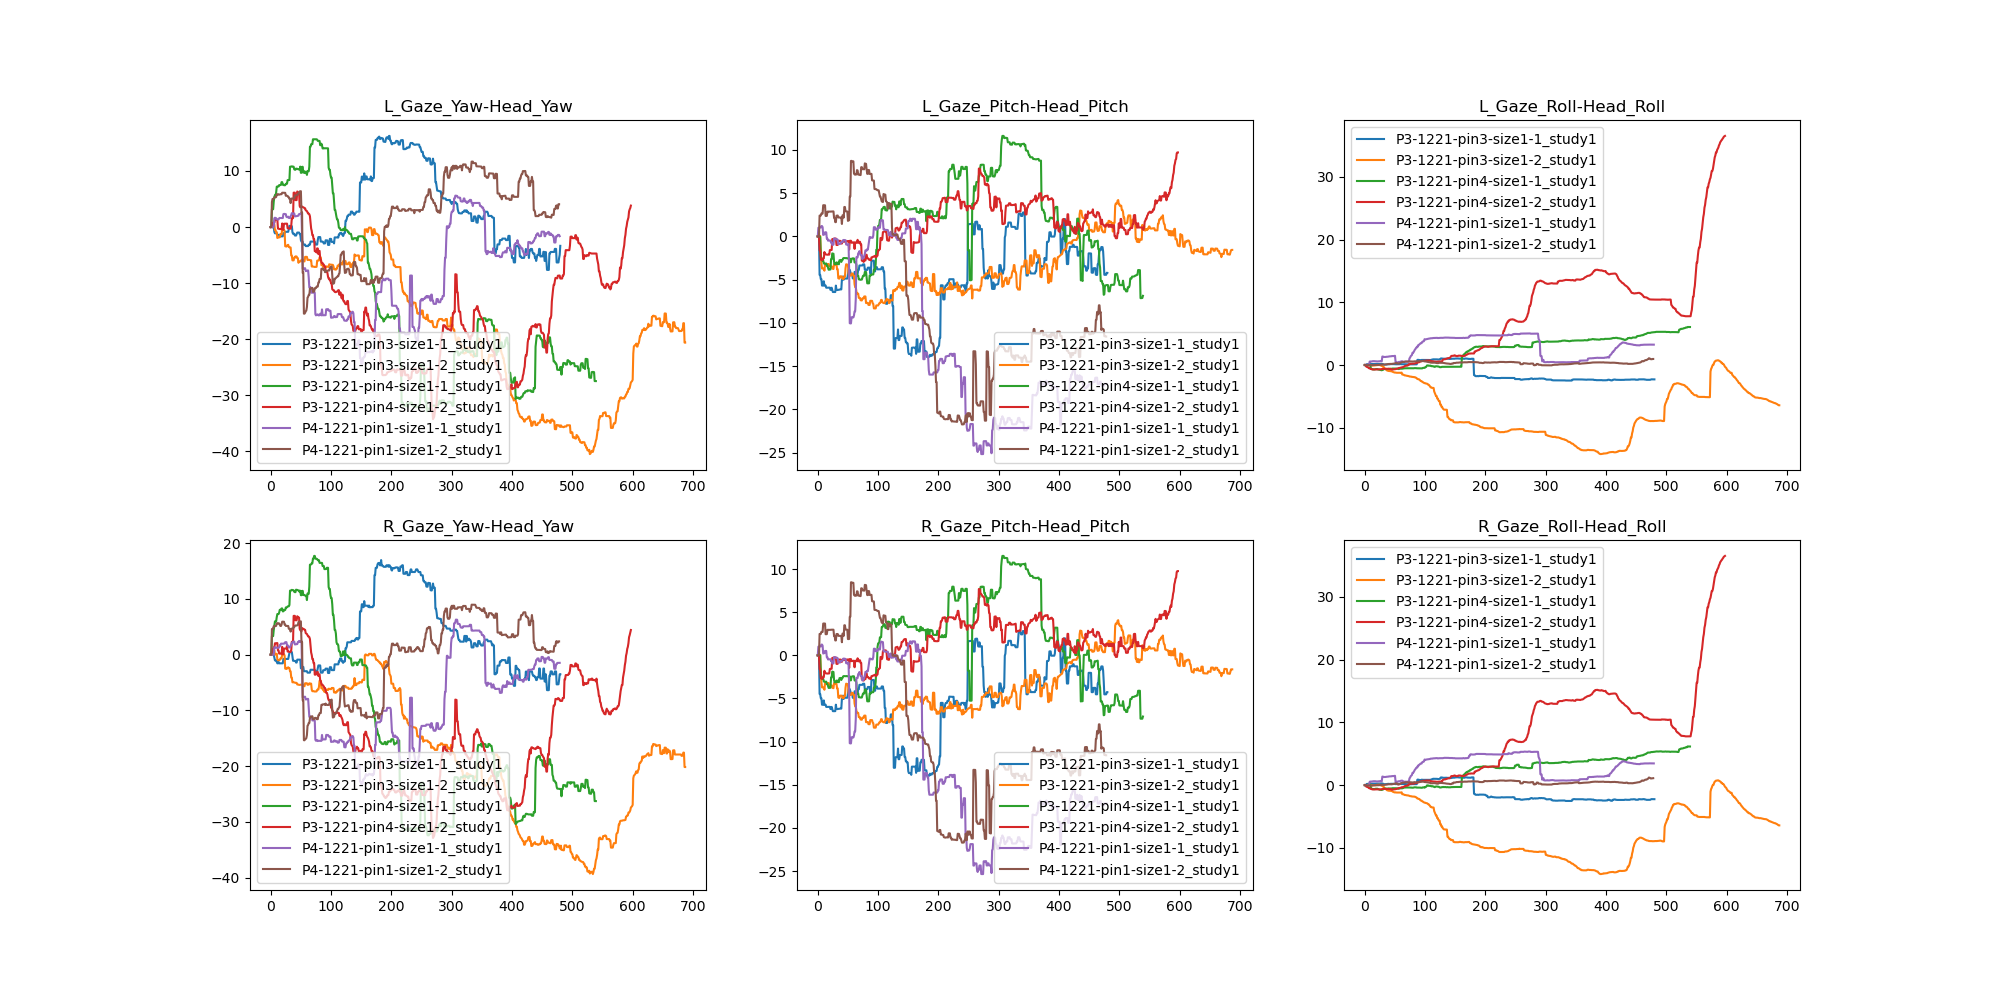 L_Gaze_Yaw-Head_Yaw
10
0
−10
−20
−30
−40
P3-1221-pin3-size1-1_study1
P3-1221-pin3-size1-2_study1
P3-1221-pin4-size1-1_study1
P3-1221-pin4-size1-2_study1
P4-1221-pin1-size1-1_study1
P4-1221-pin1-size1-2_study1
0 100 200 300 400 500 600 700
L_Gaze_Pitch-Head_Pitch
10
5
0
−5
−10
−15
−20
−25
P3-1221-pin3-size1-1_study1
P3-1221-pin3-size1-2_study1
P3-1221-pin4-size1-1_study1
P3-1221-pin4-size1-2_study1
P4-1221-pin1-size1-1_study1
P4-1221-pin1-size1-2_study1
0 100 200 300 400 500 600 700
L_Gaze_Roll-Head_Roll
P3-1221-pin3-size1-1_study1
P3-1221-pin3-size1-2_study1
P3-1221-pin4-size1-1_study1
P3-1221-pin4-size1-2_study1
P4-1221-pin1-size1-1_study1
P4-1221-pin1-size1-2_study1
30
20
10
0
−10
0 100 200 300 400 500 600 700
R_Gaze_Yaw-Head_Yaw
20
10
0
−10
−20
−30
−40
P3-1221-pin3-size1-1_study1
P3-1221-pin3-size1-2_study1
P3-1221-pin4-size1-1_study1
P3-1221-pin4-size1-2_study1
P4-1221-pin1-size1-1_study1
P4-1221-pin1-size1-2_study1
0 100 200 300 400 500 600 700
R_Gaze_Pitch-Head_Pitch
10
5
0
−5
−10
−15
−20
−25
P3-1221-pin3-size1-1_study1
P3-1221-pin3-size1-2_study1
P3-1221-pin4-size1-1_study1
P3-1221-pin4-size1-2_study1
P4-1221-pin1-size1-1_study1
P4-1221-pin1-size1-2_study1
0 100 200 300 400 500 600 700
R_Gaze_Roll-Head_Roll
P3-1221-pin3-size1-1_study1
P3-1221-pin3-size1-2_study1
P3-1221-pin4-size1-1_study1
P3-1221-pin4-size1-2_study1
P4-1221-pin1-size1-1_study1
P4-1221-pin1-size1-2_study1
30
20
10
0
−10
0 100 200 300 400 500 600 700